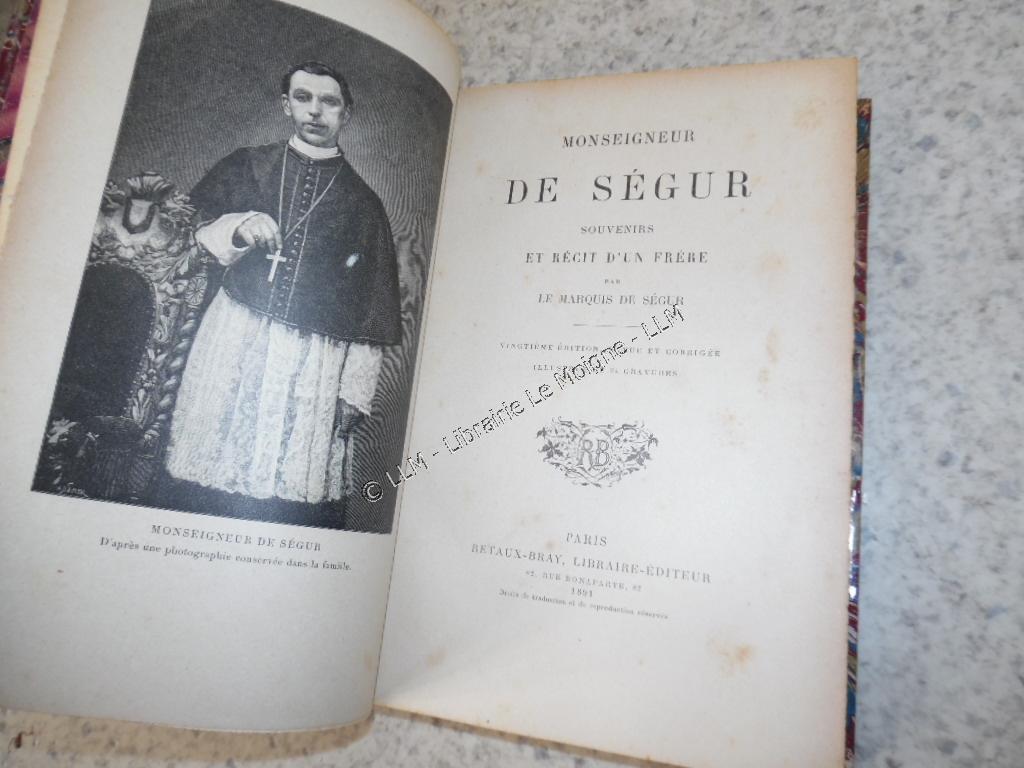 MONSEIGNEUR DE SÉGUR
D'après une photographie conservée dans la famille.
MONSEIGNEUR
DE SÉGUR
SOUVENIRS
ET RÉCIT D'UN FRÉRE
PAR
LE MARQUIS DE SÉGUR
VINGTIÈME ÉDITION ET CORRIGÉE
GRAVURES
RB
PARIS
RETAUX-BRAY, LIBRAIRE-ÉDITEUR
82, RUE BONAPARTE, 82
1891
Droits de traduction et de reproduction réservés
© LLM - Librairie Le Moigne - LLM